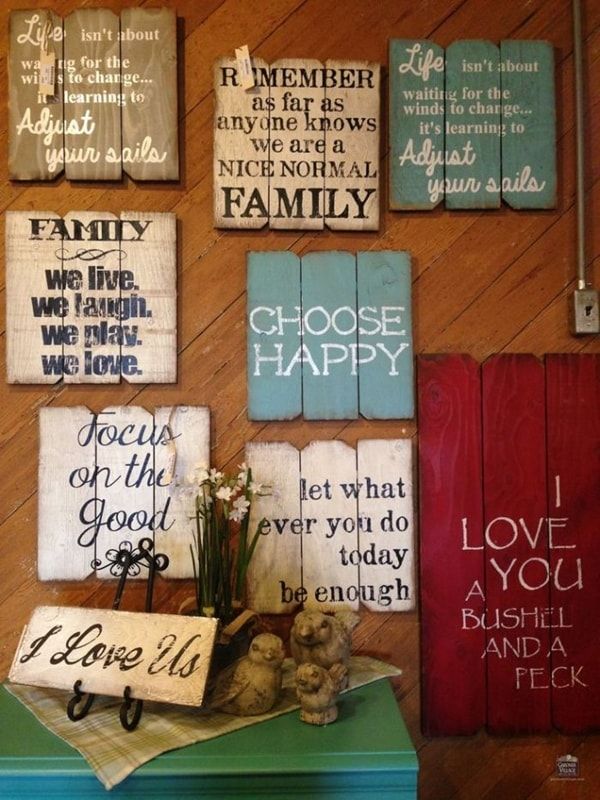 Life isn't about
waiting for the
winds to change...
it's learning to
Adjust
your sails
REMEMBER
as far as
anyone knows
we are a
NICE NORMAL
FAMILY
Life isn't about
waiting for the
winds to change...
it's learning to
Adjust
your sails
FAMILY
we live.
we laugh.
we play.
we love.
CHOOSE
HAPPY
Focus
on the
Good
let what
ever you do
today
be enough
I
LOVE
YOU
A
BUSHEL
AND A
PECK
I Love Us
GARDNER
VILLAGE